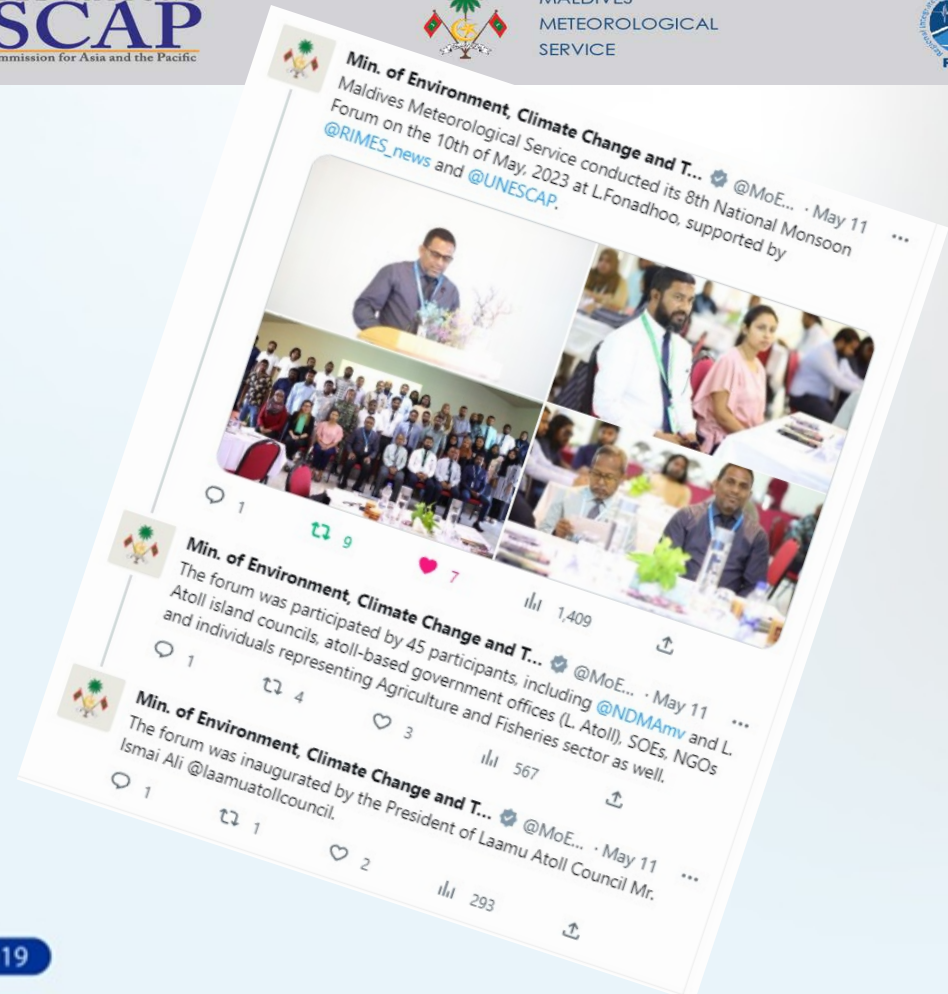 SCAP
mmission for Asia and the Pacific
MALDIVES
METEOROLOGICAL
SERVICE
Min. of Environment, Climate Change and T... @MoE... · May 11
Maldives Meteorological Service conducted its 8th National Monsoon
Forum on the 10th of May, 2023 at L.Fonadhoo, supported by
@RIMES_news and @UNESCAP.
1 9 7 1,409
Min. of Environment, Climate Change and T... @MoE... · May 11
The forum was participated by 45 participants, including @NDMAmv and L.
Atoll island councils, atoll-based government offices (L. Atoll), SOEs, NGOs
and individuals representing Agriculture and Fisheries sector as well.
1 4 3 567
Min. of Environment, Climate Change and T... @MoE... · May 11
The forum was inaugurated by the President of Laamu Atoll Council Mr.
Ismai Ali @laamuatollcouncil.
1 1 2 293
19